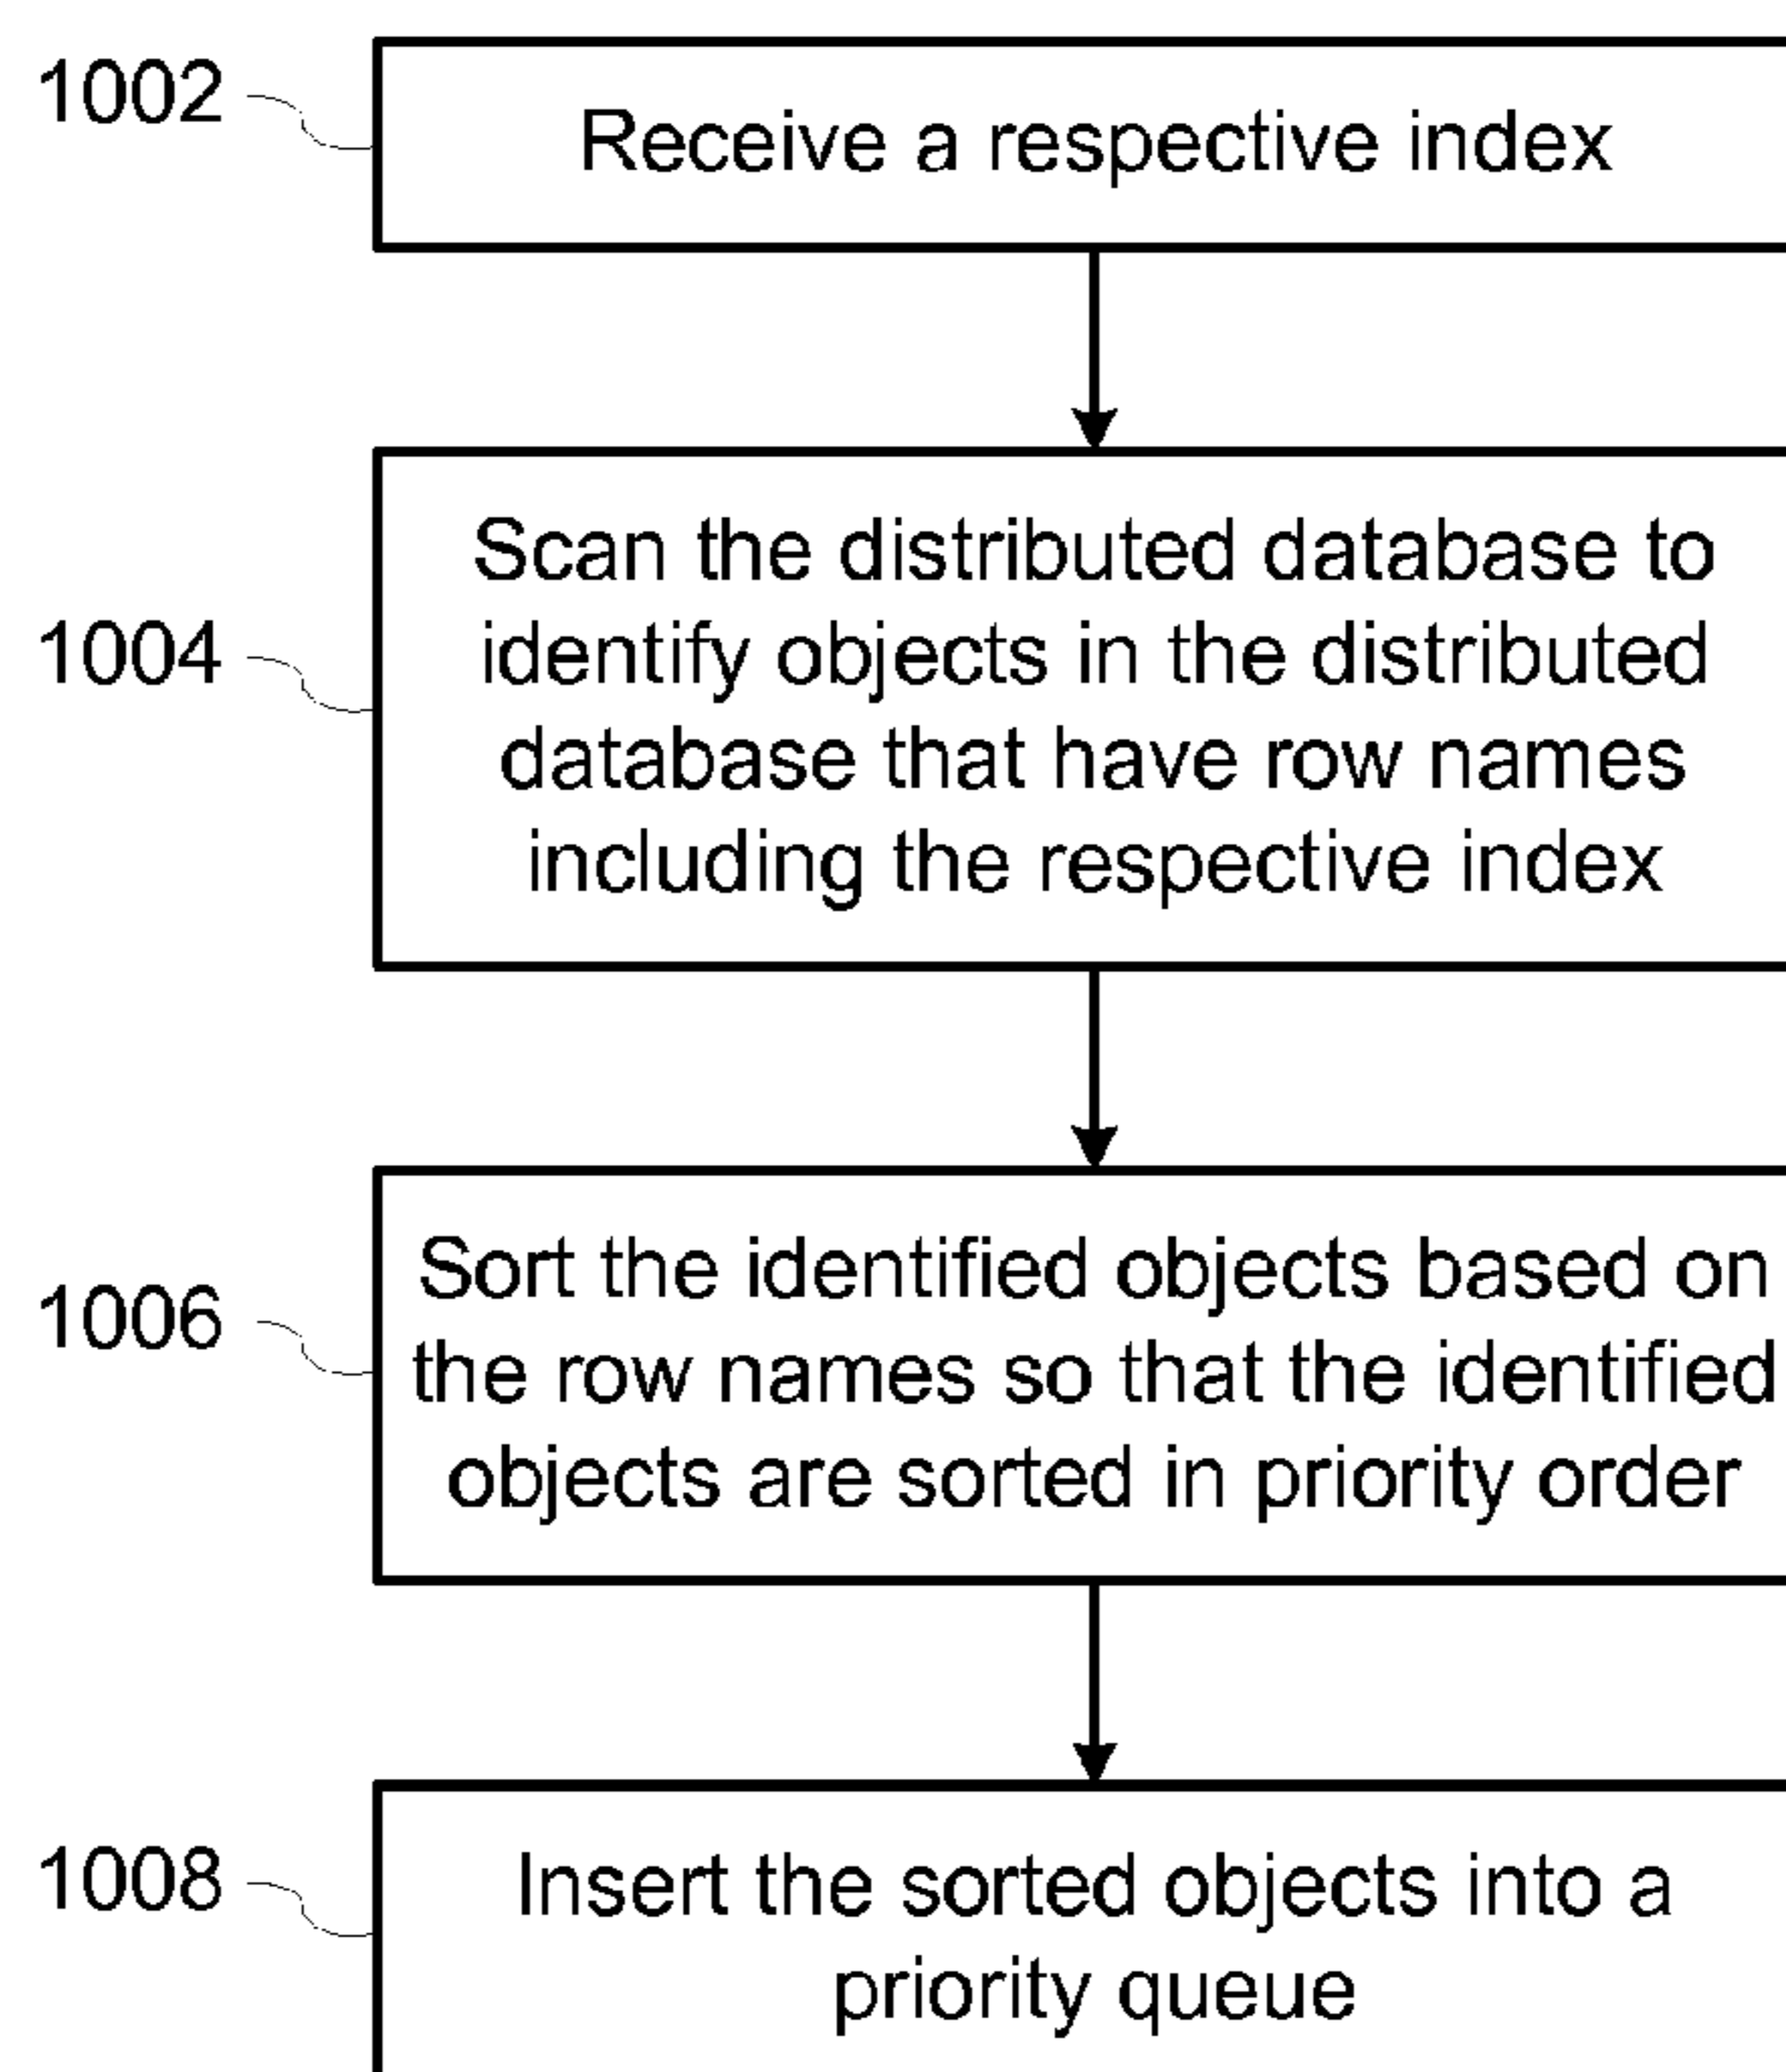 1002
Receive a respective index
Scan the distributed database to
identify objects in the distributed
1004
database that have row names
including the respective index
Sort the identified objects based on
1006
the row names so that the identified
objects are sorted in priority order
1008
Insert the sorted objects into a
priority queue